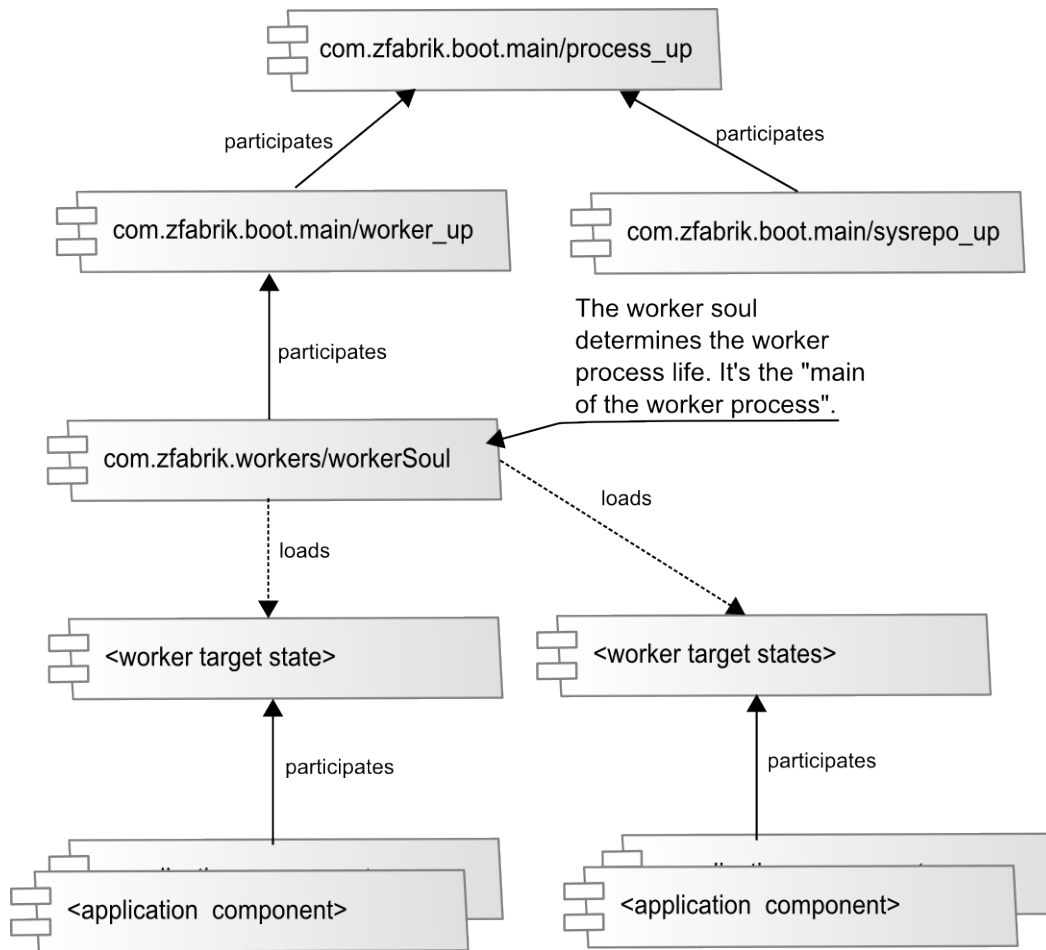 com.zfabrik.boot.main/process_up
participates
participates
com.zfabrik.boot.main/worker_up
com.zfabrik.boot.main/sysrepo_up
The worker soul
determines the worker
process life. It's the "main
of the worker process".
participates
com.zfabrik.workers/workerSoul
loads
loads
<worker target state>
<worker target states>
participates
participates
<application  component>
<application  component>